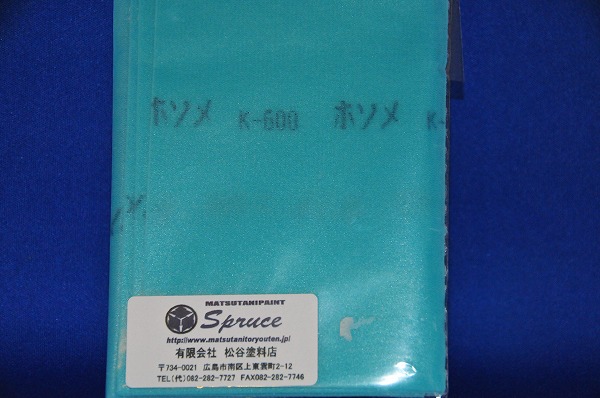 ホソメ K-600 ホソメ K-
MATSUTANIPAINT
Spruce
http://www.matsutanitoryouten.jp/
有限会社 松谷塗料店
〒734-0021 広島市南区上東雲町2-12
TEL(代)082-282-7727 FAX082-282-7746